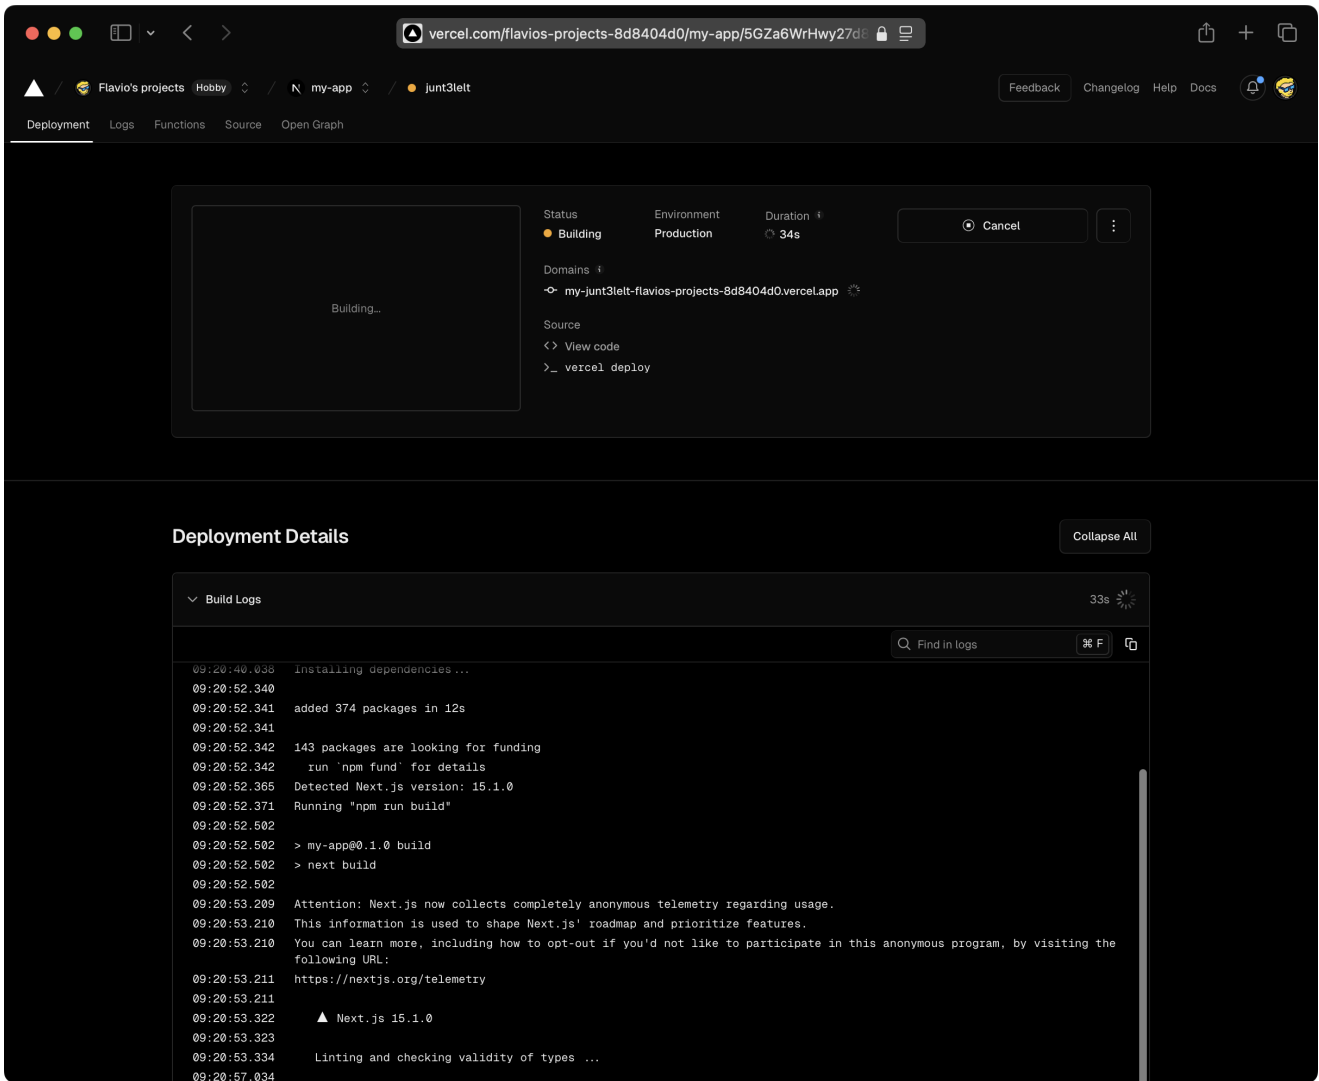 vercel.com/flavios-projects-8d8404d0/my-app/5GZa6WrHwy27d8
Flavio's projects Hobby / my-app / junt3lelt
Feedback Changelog Help Docs
Deployment Logs Functions Source Open Graph
Building...
Status Environment Duration
Building Production 34s
Cancel
Domains
my-junt3lelt-flavios-projects-8d8404d0.vercel.app
Source
View code
vercel deploy
Deployment Details
Collapse All
Build Logs 33s
Find in logs ⌘ F
09:20:40.038 Installing dependencies...
09:20:52.340
09:20:52.341 added 374 packages in 12s
09:20:52.341
09:20:52.342 143 packages are looking for funding
09:20:52.342 run `npm fund` for details
09:20:52.365 Detected Next.js version: 15.1.0
09:20:52.371 Running "npm run build"
09:20:52.502
09:20:52.502 > my-app@0.1.0 build
09:20:52.502 > next build
09:20:52.502
09:20:53.209 Attention: Next.js now collects completely anonymous telemetry regarding usage.
09:20:53.210 This information is used to shape Next.js' roadmap and prioritize features.
09:20:53.210 You can learn more, including how to opt-out if you'd not like to participate in this anonymous program, by visiting the
following URL:
09:20:53.211 https://nextjs.org/telemetry
09:20:53.211
09:20:53.322 ▲ Next.js 15.1.0
09:20:53.323
09:20:53.334 Linting and checking validity of types ...
09:20:57.034